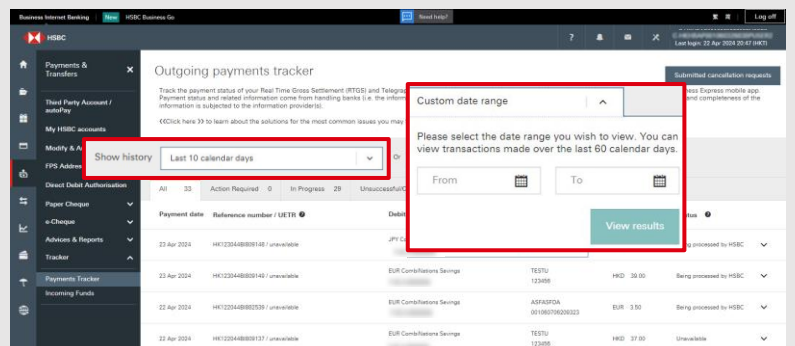 Business Internet Banking New HSBC Business Go
Need help?
繁 简 Log off
HSBC
Last login: 22 Apr 2024 20:47 (HKT)
Payments &
Transfers
Third Party Account /
autoPay
My HSBC accounts
Modify &
FPS Addres
Direct Debit Authorisation
Paper Cheque
e-Cheque
Advices & Reports
Tracker
Payments Tracker
Incoming Funds
Outgoing payments tracker
Submitted cancellation requests
Track the payment status of your Real Time Gross Settlement (RTGS) and Telegrap
ness Express mobile app.
Payment status and related information come from handling banks (i.e. the inform
and completeness of the
information is subjected to the information provider(s).
<<Click here >> to learn about the solutions for the most common issues you may
Show history Last 10 calendar days Or
Custom date range
Please select the date range you wish to view. You can
view transactions made over the last 60 calendar days.
From To
View results
All 33 Action Required 0 In Progress 29 Unsuccessful/C
Payment date Reference number / UETR Debit tus
23 Apr 2024 / unavailable JPY Co ing processed by HSBC
23 Apr 2024 / unavailable EUR CombiNations Savings TESTU 123456 HKD 39.00 Being processed by HSBC
22 Apr 2024 / unavailable EUR CombiNations Savings ASFASFDA EUR 3.50 Being processed by HSBC
22 Apr 2024 / unavailable EUR CombiNations Savings TESTU 123456 HKD 37.00 Unavailable